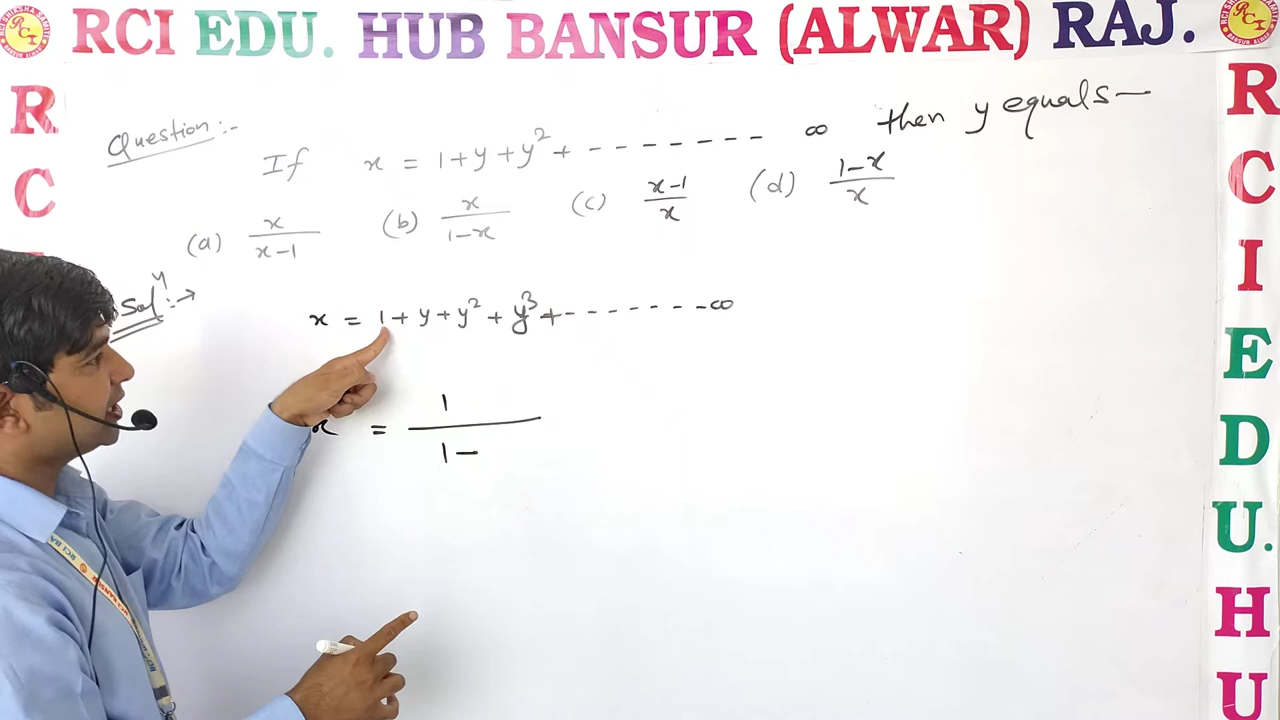 RCI EDU. HUB BANSUR (ALWAR) RAJ.
R
C
Question :-
If x = 1 + y + y² + - - - - - - - ∞ then y equals —
(a) x/(x-1) (b) x/(1-x) (c) (x-1)/x (d) (1-x)/x
Solⁿ :- →
x = 1 + y + y² + y³ + - - - - - - - ∞
x = 1/(1-
R
C
I
E
D
U.
H
U